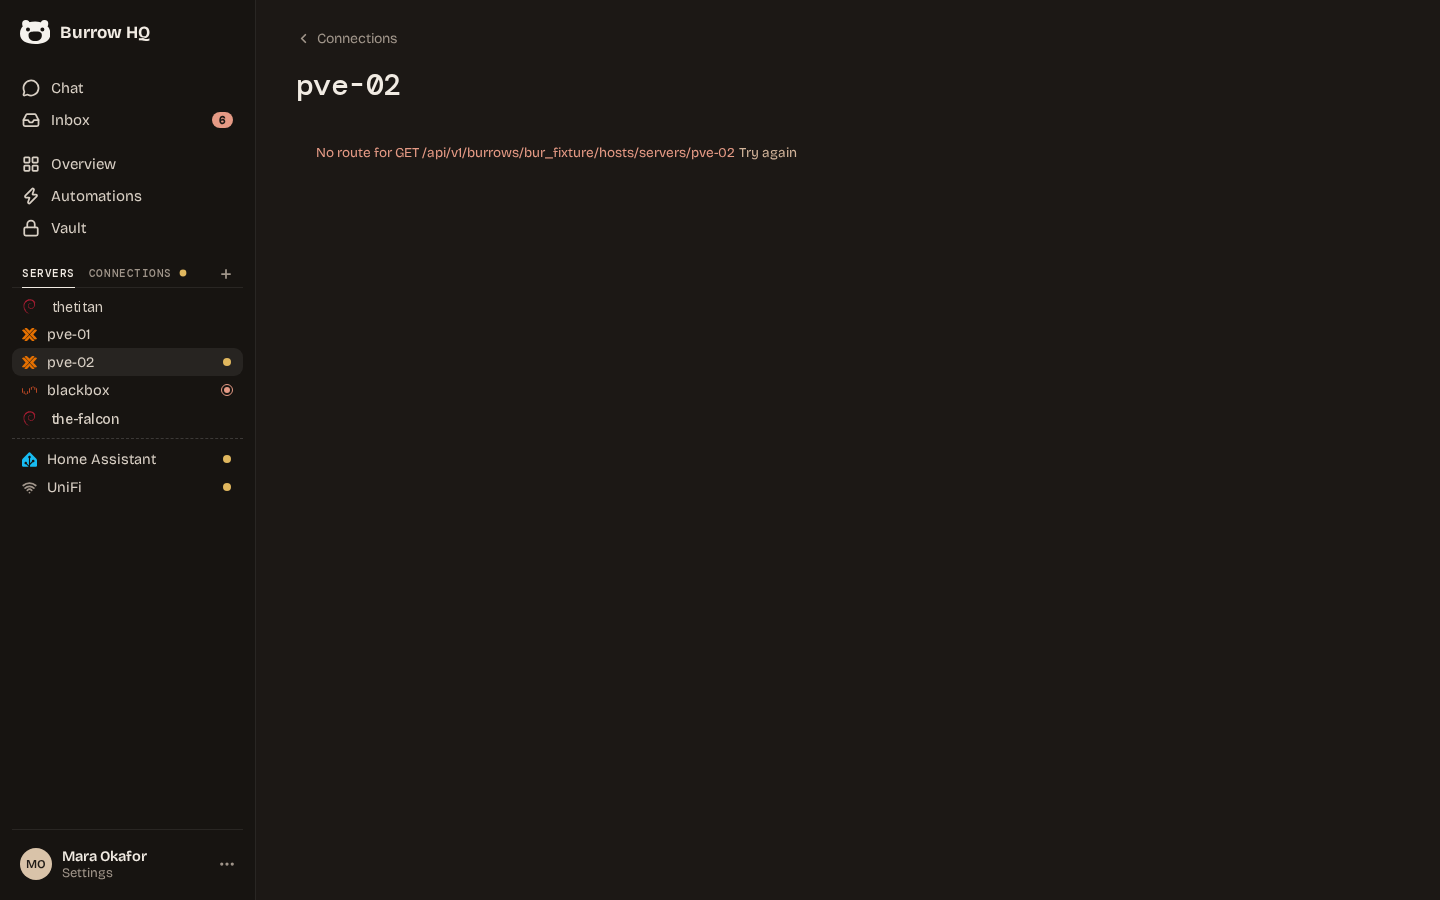 Burrow HQ
Chat
Inbox
6
Overview
Automations
Vault
SERVERS
CONNECTIONS
thetitan
pve-01
pve-02
blackbox
the-falcon
Home Assistant
UniFi
MO
Mara Okafor
Settings
Connections
pve-02
No route for GET /api/v1/burrows/bur_fixture/hosts/servers/pve-02 Try again